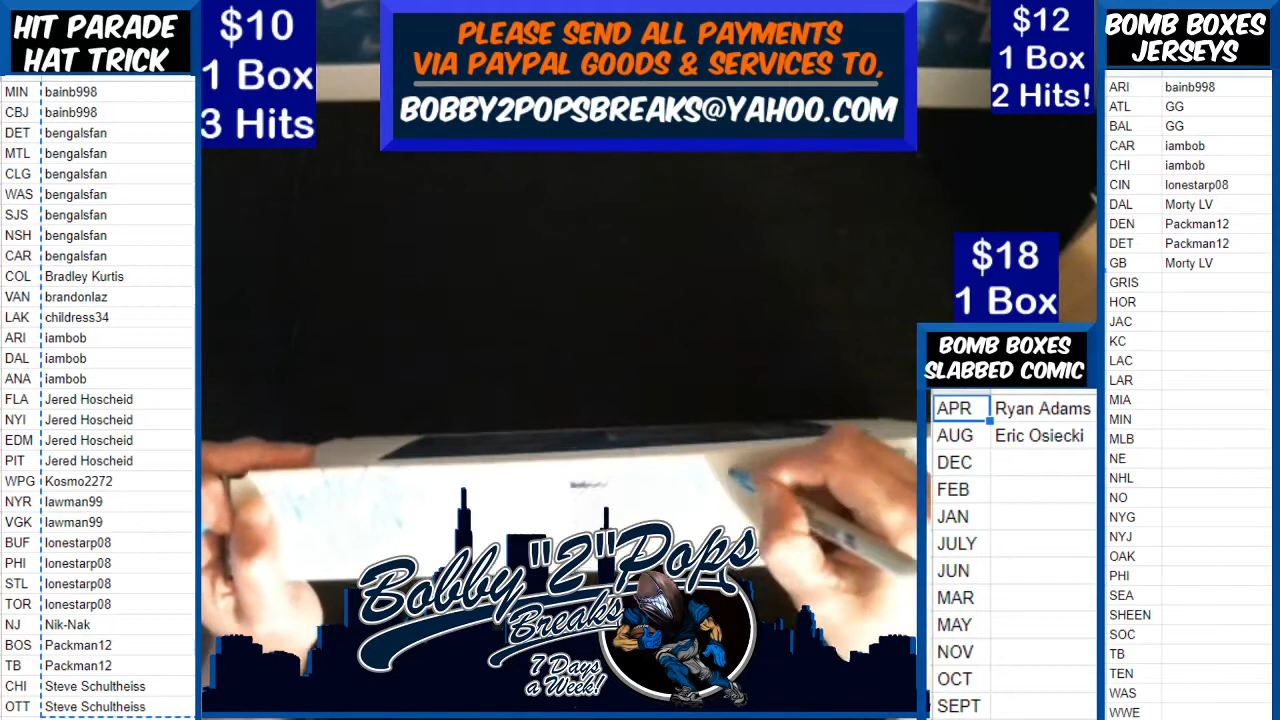 HIT PARADE
HAT TRICK
MIN bainb998
CBJ bainb998
DET bengalsfan
MTL bengalsfan
CLG bengalsfan
WAS bengalsfan
SJS bengalsfan
NSH bengalsfan
CAR bengalsfan
COL Bradley Kurtis
VAN brandonlaz
LAK childress34
ARI iambob
DAL iambob
ANA iambob
FLA Jered Hoscheid
NYI Jered Hoscheid
EDM Jered Hoscheid
PIT Jered Hoscheid
WPG Kosmo2272
NYR lawman99
VGK lawman99
BUF lonestarp08
PHI lonestarp08
STL lonestarp08
TOR lonestarp08
NJ Nik-Nak
BOS Packman12
TB Packman12
CHI Steve Schultheiss
OTT Steve Schultheiss
$10
1 Box
3 Hits
PLEASE SEND ALL PAYMENTS
VIA PAYPAL GOODS & SERVICES TO,
BOBBY2POPSBREAKS@YAHOO.COM
$12
1 Box
2 Hits!
$18
1 Box
BOMB BOXES
SLABBED COMIC
APR Ryan Adams
AUG Eric Osiecki
DEC
FEB
JAN
JULY
JUN
MAR
MAY
NOV
OCT
SEPT
Bobby "2" Pops
Breaks
7 Days
a Week!
BOMB BOXES
JERSEYS
ARI bainb998
ATL GG
BAL GG
CAR iambob
CHI iambob
CIN lonestarp08
DAL Morty LV
DEN Packman12
DET Packman12
GB Morty LV
GRIS
HOR
JAC
KC
LAC
LAR
MIA
MIN
MLB
NE
NHL
NO
NYG
NYJ
OAK
PHI
SEA
SHEEN
SOC
TB
TEN
WAS
WWE